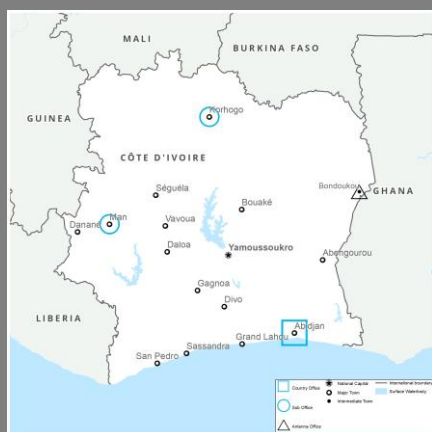 MALI
BURKINA FASO
GUINEA
Korhogo
CÔTE D'IVOIRE
Bondoukou
GHANA
Séguéla
Bouaké
Man
Danané
Vavoua
Daloa
Yamoussoukro
Abengourou
Gagnoa
Divo
LIBERIA
Abidjan
Grand Lahou
Sassandra
San Pedro
Country Office
National Capital
International boundary
Major Town
Surface Waterbody
Sub Office
Intermediate Town
Antenna Office